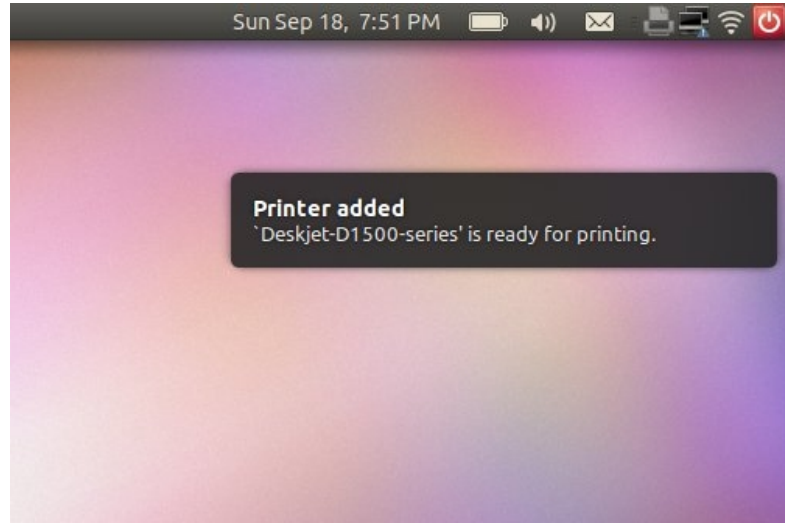 Sun Sep 18, 7:51 PM
Printer added
`Deskjet-D1500-series' is ready for printing.